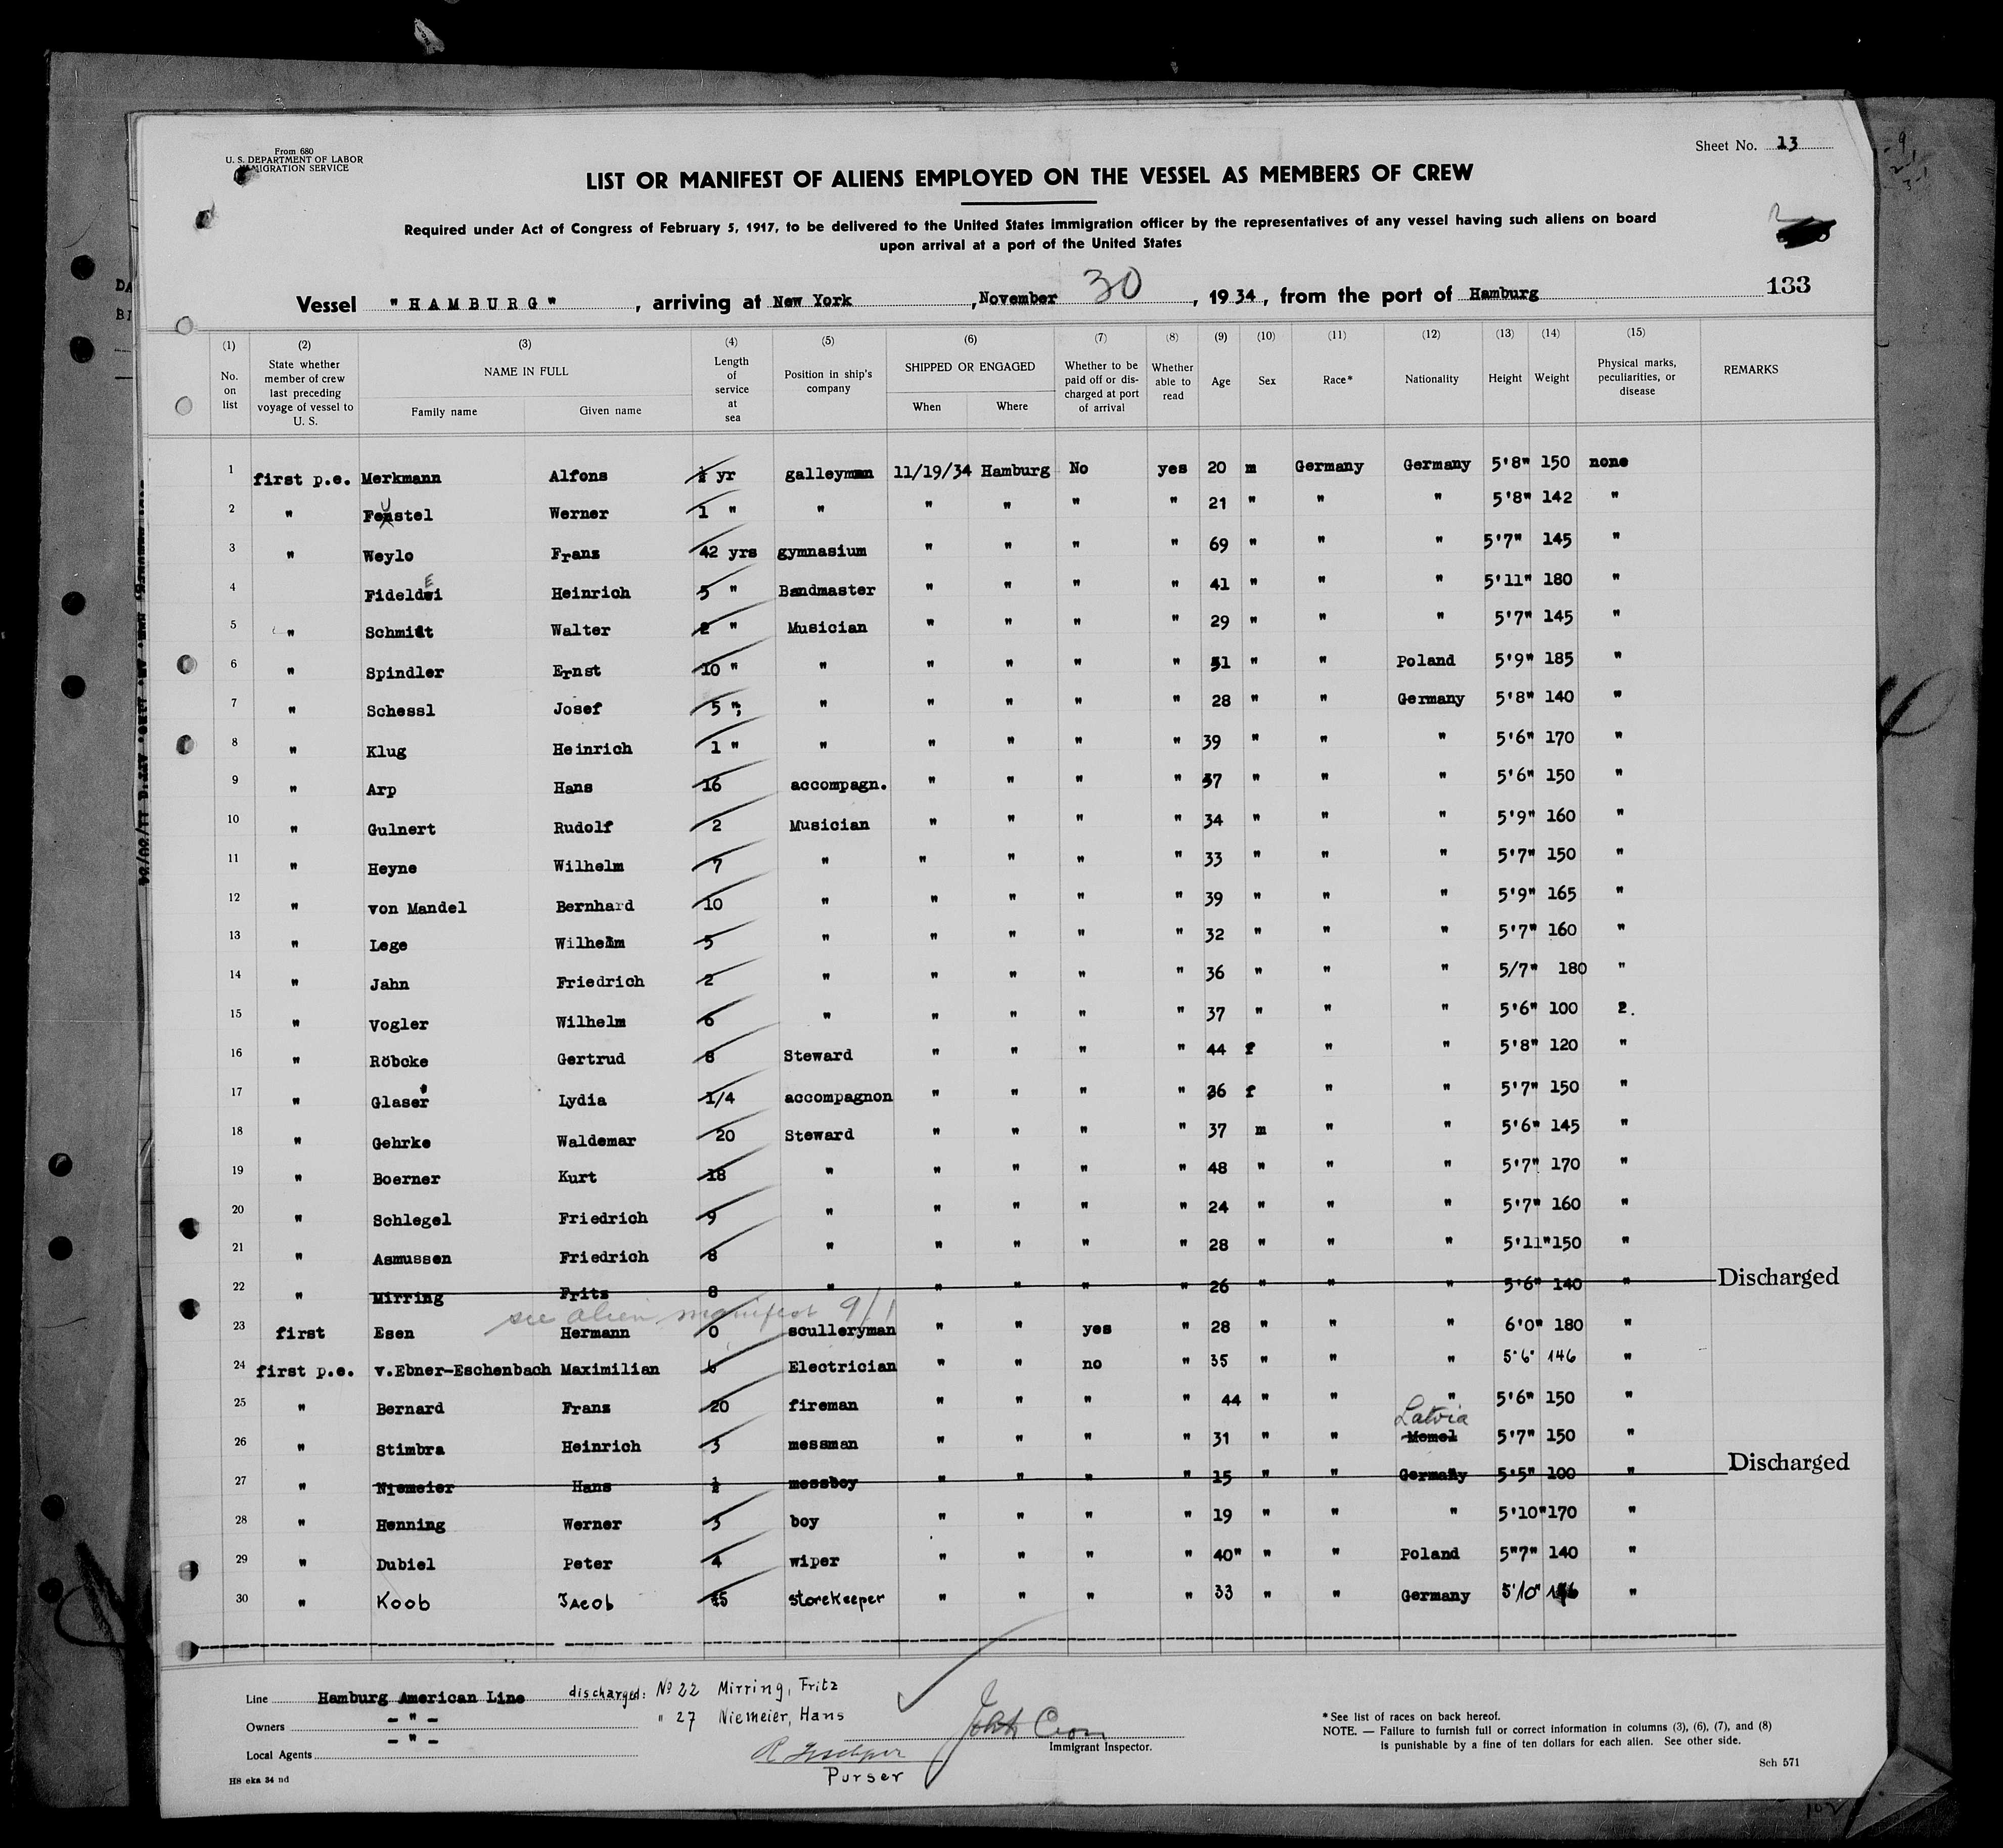 From 680
U. S. DEPARTMENT OF LABOR
IMMIGRATION SERVICE
Sheet No. 13
LIST OR MANIFEST OF ALIENS EMPLOYED ON THE VESSEL AS MEMBERS OF CREW
Required under Act of Congress of February 5, 1917, to be delivered to the United States immigration officer by the representatives of any vessel having such aliens on board
upon arrival at a port of the United States
Vessel "HAMBURG", arriving at New York, November 30, 1934, from the port of Hamburg 133
(1) (2) (3) (4) (5) (6) (7) (8) (9) (10) (11) (12) (13) (14) (15)
No. on list State whether member of crew last preceding voyage of vessel to U. S. NAME IN FULL Family name Given name Length of service at sea Position in ship's company SHIPPED OR ENGAGED When Where Whether to be paid off or discharged at port of arrival Whether able to read Age Sex Race* Nationality Height Weight Physical marks, peculiarities, or disease REMARKS
1 first p.e. Merkmann Alfons ½ yr galleyman 11/19/34 Hamburg No yes 20 m Germany Germany 5'8" 150 none
2 " Feustel Werner 1 " " " " " " 21 " " " 5'8" 142 "
3 " Weylo Franz 42 yrs gymnasium " " " " 69 " " " 5'7" 145 "
4 Fideldei Heinrich 5 " Bandmaster " " " " 41 " " " 5'11" 180 "
5 " Schmidt Walter 2 " Musician " " " " 29 " " " 5'7" 145 "
6 " Spindler Ernst 10 " " " " " " 31 " " Poland 5'9" 185 "
7 " Schessl Josef 5 " " " " " " 28 " " Germany 5'8" 140 "
8 " Klug Heinrich 1 " " " " " " 39 " " " 5'6" 170 "
9 " Arp Hans 16 accompagn. " " " " 37 " " " 5'6" 150 "
10 " Gulnert Rudolf 2 Musician " " " " 34 " " " 5'9" 160 "
11 " Heyne Wilhelm 7 " " " " " 33 " " " 5'7" 150 "
12 " von Mandel Bernhard 10 " " " " " 39 " " " 5'9" 165 "
13 " Lege Wilhelm 5 " " " " " 32 " " " 5'7" 160 "
14 " Jahn Friedrich 2 " " " " " 36 " " " 5/7" 180 "
15 " Vogler Wilhelm 6 " " " " " 37 " " " 5'6" 100 2.
16 " Röbcke Gertrud 8 Steward " " " " 44 f " " 5'8" 120 "
17 " Glaser Lydia 1/4 accompagnon " " " " 26 f " " 5'7" 150 "
18 " Gehrke Waldemar 20 Steward " " " " 37 m " " 5'6" 145 "
19 " Boerner Kurt 18 " " " " " 48 " " " 5'7" 170 "
20 " Schlegel Friedrich 9 " " " " " 24 " " " 5'7" 160 "
21 " Asmussen Friedrich 8 " " " " " 28 " " " 5'11" 150 "
22 " Mirring Fritz 8 " " " " " 26 " " " 5'6" 140 " Discharged
see alien manifest 9/1
23 first Esen Hermann 0 sculleryman " " yes " 28 " " " 6'0" 180 "
24 first p.e. v.Ebner-Eschenbach Maximilian 6 Electrician " " no " 35 " " " 5'6" 146 "
25 " Bernard Franz 20 fireman " " " " 44 " " " 5'6" 150 "
26 " Stimbra Heinrich 3 messman " " " " 31 " " Memel Latvia 5'7" 150 "
27 " Niemeier Hans ½ messboy " " " " 15 " " Germany 5'5" 100 " Discharged
28 " Henning Werner 3 boy " " " " 19 " " " 5'10" 170 "
29 " Dubiel Peter 4 wiper " " " " 40" " " Poland 5"7" 140 "
30 " Koob Jacob 15 storekeeper " " " " 33 " " Germany 5'10" "
Line Hamburg American Line discharged: No 22 Mirring, Fritz
Owners - " - " 27 Niemeier, Hans
Local Agents - " -
Immigrant Inspector.
Purser
* See list of races on back hereof.
NOTE. — Failure to furnish full or correct information in columns (3), (6), (7), and (8)
is punishable by a fine of ten dollars for each alien. See other side.
HS eka 34 nd
Sch 571
102